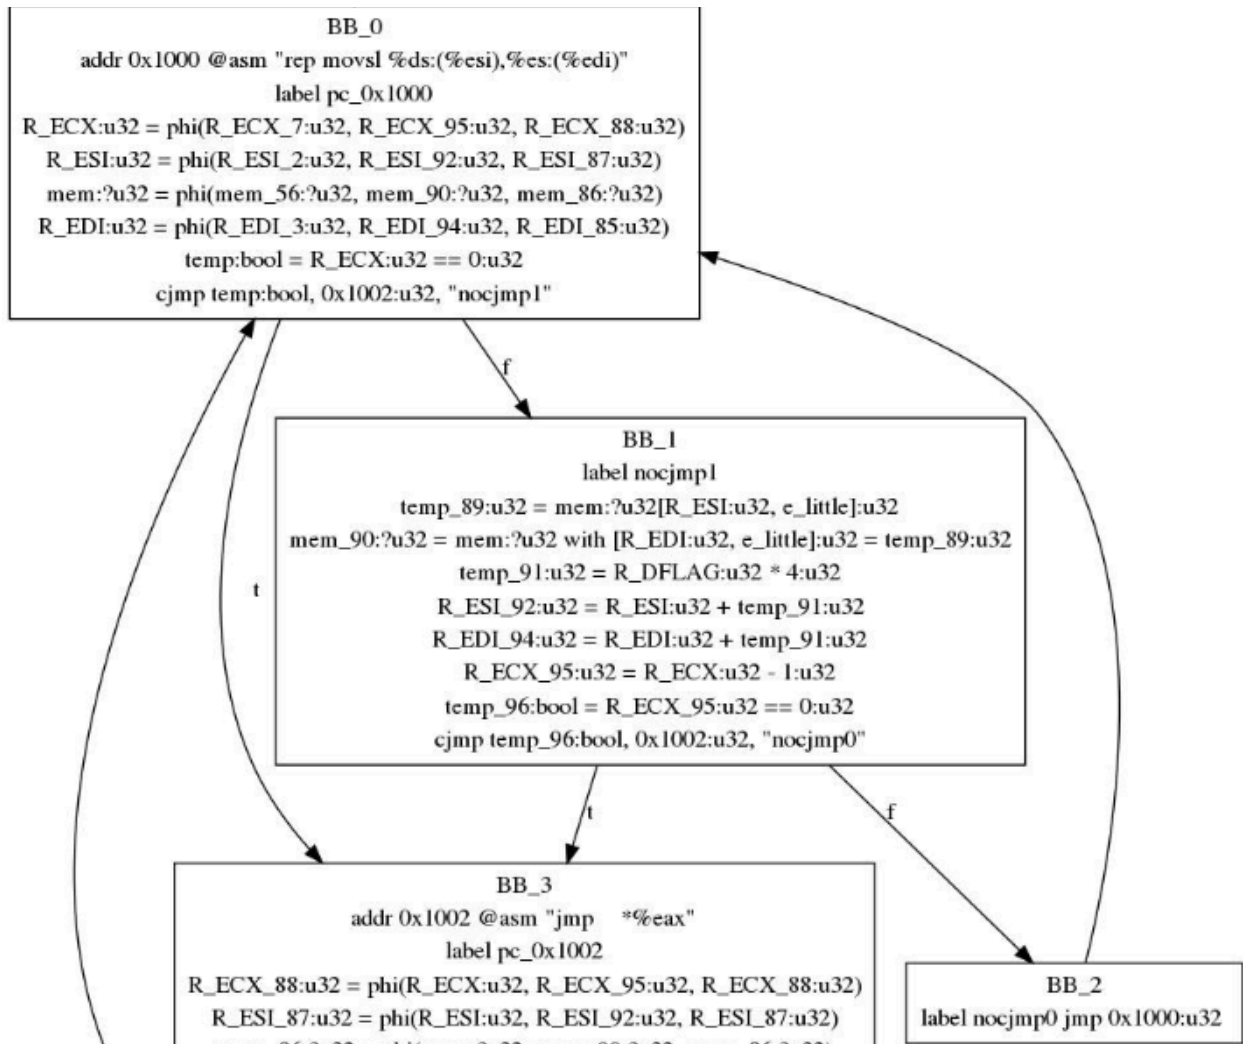 BB_0
addr 0x1000 @asm "rep movsl %ds:(%esi),%es:(%edi)"
label pc_0x1000
R_ECX:u32 = phi(R_ECX_7:u32, R_ECX_95:u32, R_ECX_88:u32)
R_ESI:u32 = phi(R_ESI_2:u32, R_ESI_92:u32, R_ESI_87:u32)
mem:?u32 = phi(mem_56:?u32, mem_90:?u32, mem_86:?u32)
R_EDI:u32 = phi(R_EDI_3:u32, R_EDI_94:u32, R_EDI_85:u32)
temp:bool = R_ECX:u32 == 0:u32
cjmp temp:bool, 0x1002:u32, "nocjmp1"
f
BB_1
label nocjmp1
temp_89:u32 = mem:?u32[R_ESI:u32, e_little]:u32
mem_90:?u32 = mem:?u32 with [R_EDI:u32, e_little]:u32 = temp_89:u32
temp_91:u32 = R_DFLAG:u32 * 4:u32
R_ESI_92:u32 = R_ESI:u32 + temp_91:u32
R_EDI_94:u32 = R_EDI:u32 + temp_91:u32
R_ECX_95:u32 = R_ECX:u32 - 1:u32
temp_96:bool = R_ECX_95:u32 == 0:u32
cjmp temp_96:bool, 0x1002:u32, "nocjmp0"
t
t
f
BB_3
addr 0x1002 @asm "jmp    *%eax"
label pc_0x1002
R_ECX_88:u32 = phi(R_ECX:u32, R_ECX_95:u32, R_ECX_88:u32)
R_ESI_87:u32 = phi(R_ESI:u32, R_ESI_92:u32, R_ESI_87:u32)
BB_2
label nocjmp0 jmp 0x1000:u32